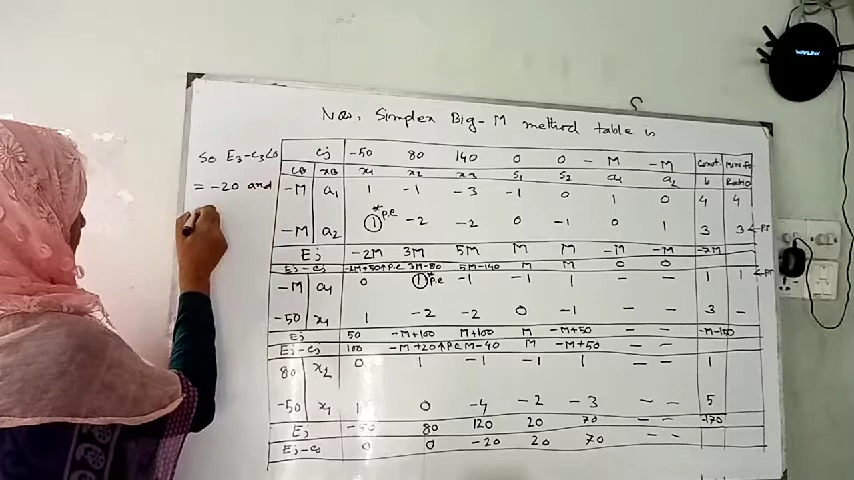 Now, Simplex Big-M method table is
So E3-c3<0
= -20 and
cj -50 80 140 0 0 -M -M Const. Min Ratio
CB XB x1 x2 x3 s1 s2 a1 a2 b Ratio
-M a1 1 -1 -3 -1 0 1 0 4 4
-M a2 1 *p.e -2 -2 0 -1 0 1 3 3 ←pr
Ej -2M 3M 5M M M -M -M -7M
Ej-cj -2M+50↑p.c 3M-80 5M-140 M M 0 0
-M a1 0 1 *p.e -1 -1 1 - - 1 1 ←pr
-50 x1 1 -2 -2 0 -1 - - 3 -
Ej 50 -M+100 M+100 M -M+50 - - -M-100
Ej-cj 100 -M+20↑p.c M-40 M -M+50 - -
80 x2 0 1 -1 -1 1 - - 1
-50 x1 1 0 -4 -2 -3 - - 5
Ej -50 80 120 20 70 - - -170
Ej-cj 0 0 -20 20 70 - -